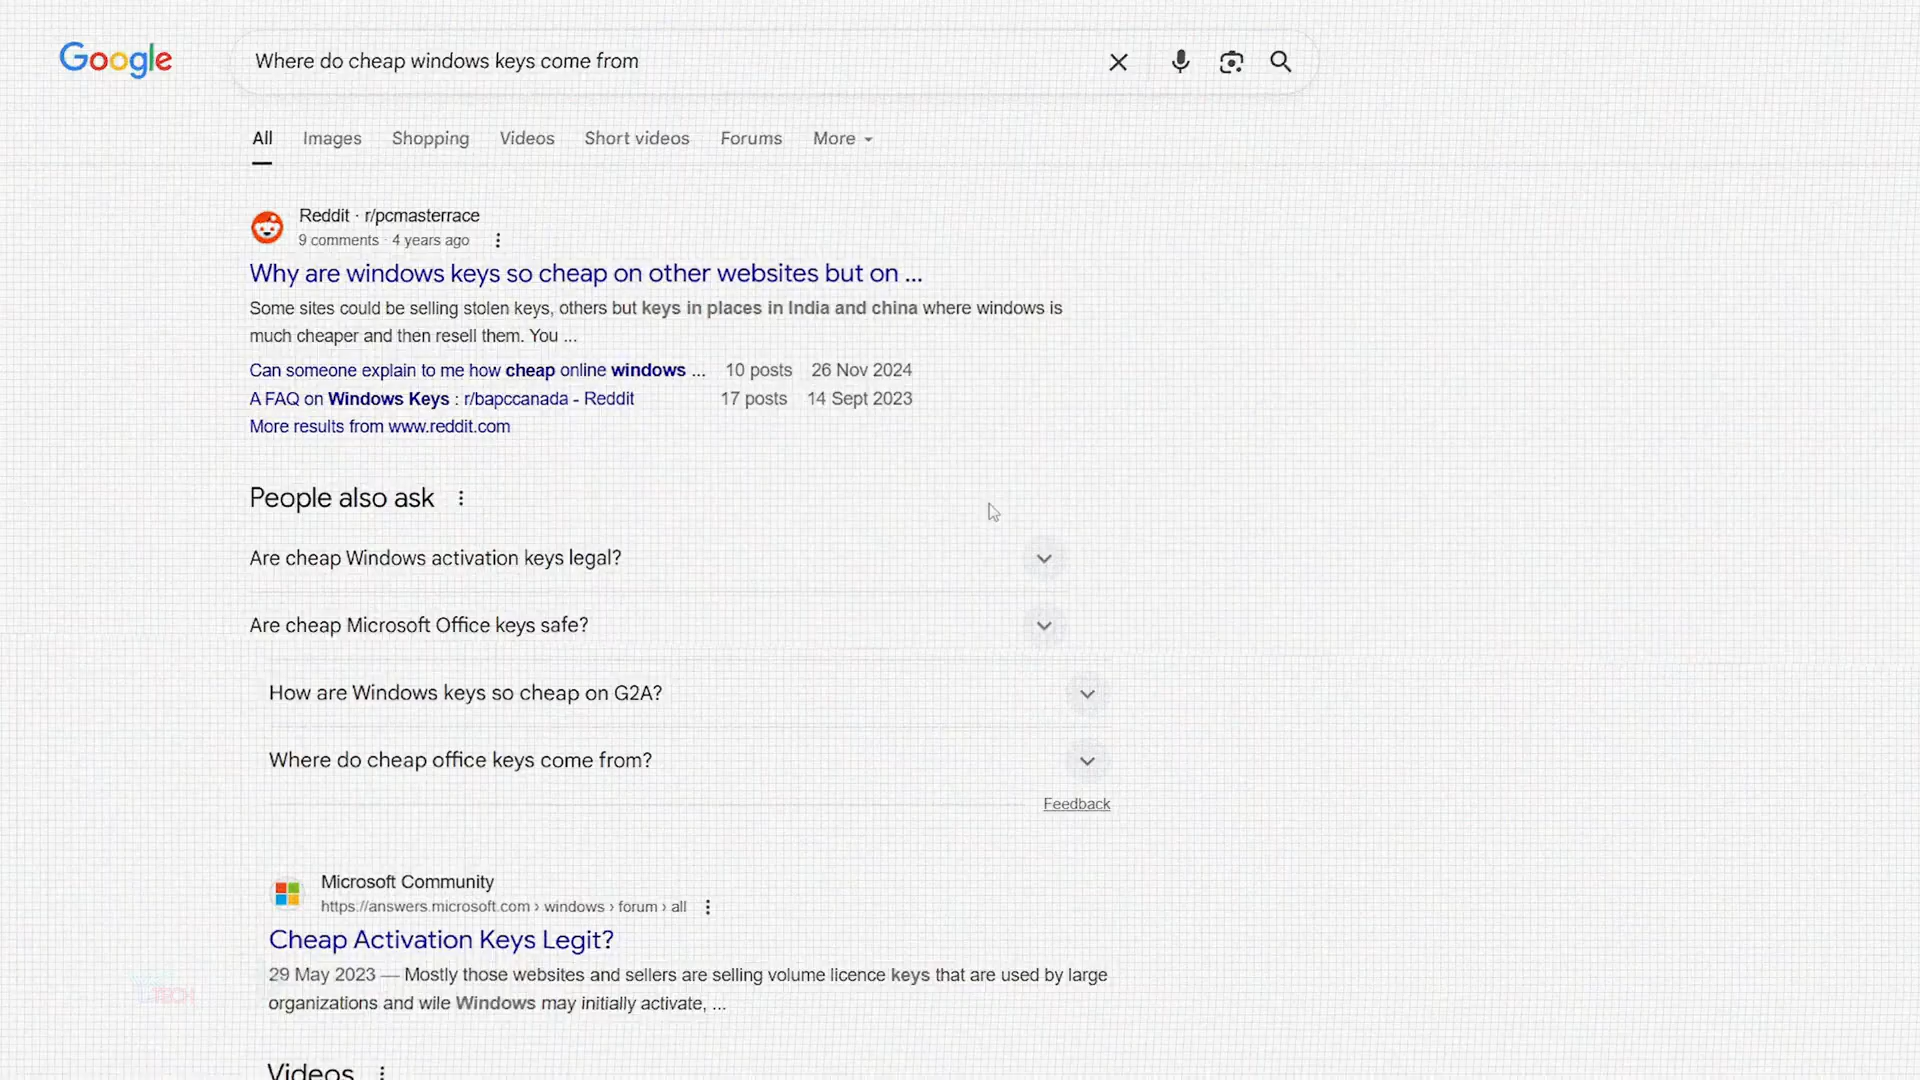 Google
Where do cheap windows keys come from
All Images Shopping Videos Short videos Forums More
Reddit · r/pcmasterrace
9 comments · 4 years ago
Why are windows keys so cheap on other websites but on ...
Some sites could be selling stolen keys, others but keys in places in India and china where windows is
much cheaper and then resell them. You ...
Can someone explain to me how cheap online windows ... 10 posts 26 Nov 2024
A FAQ on Windows Keys : r/bapccanada - Reddit 17 posts 14 Sept 2023
More results from www.reddit.com
People also ask
Are cheap Windows activation keys legal?
Are cheap Microsoft Office keys safe?
How are Windows keys so cheap on G2A?
Where do cheap office keys come from?
Feedback
Microsoft Community
https://answers.microsoft.com › windows › forum › all
Cheap Activation Keys Legit?
29 May 2023 — Mostly those websites and sellers are selling volume licence keys that are used by large
organizations and wile Windows may initially activate, ...
TECH
Videos